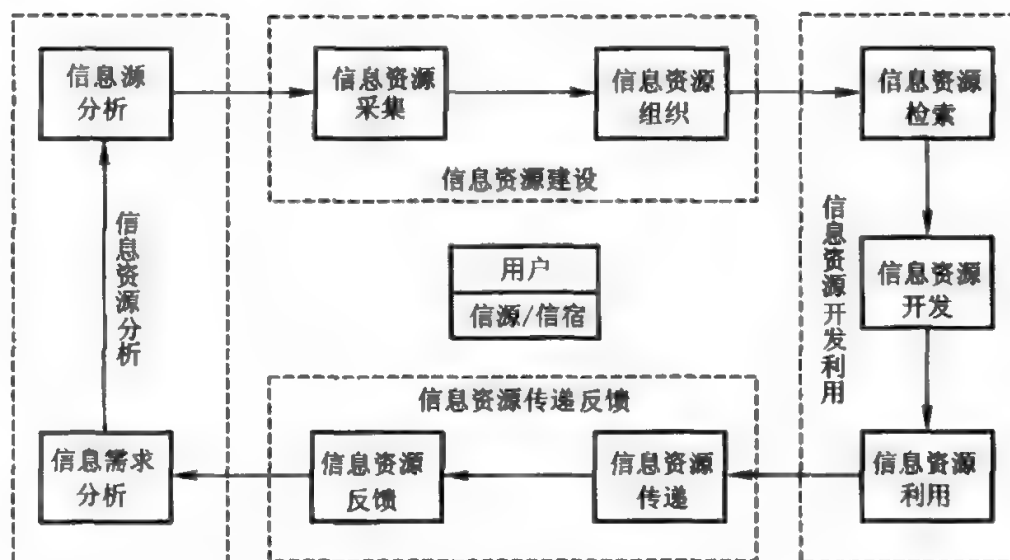 信息源
分析
信息资源
采集
信息资源
组织
信息资源
检索
信息资源建设
信息资源分析
用户
信源/信宿
信息资源开发利用
信息资源
开发
信息资源传递反馈
信息需求
分析
信息资源
反馈
信息资源
传递
信息资源
利用